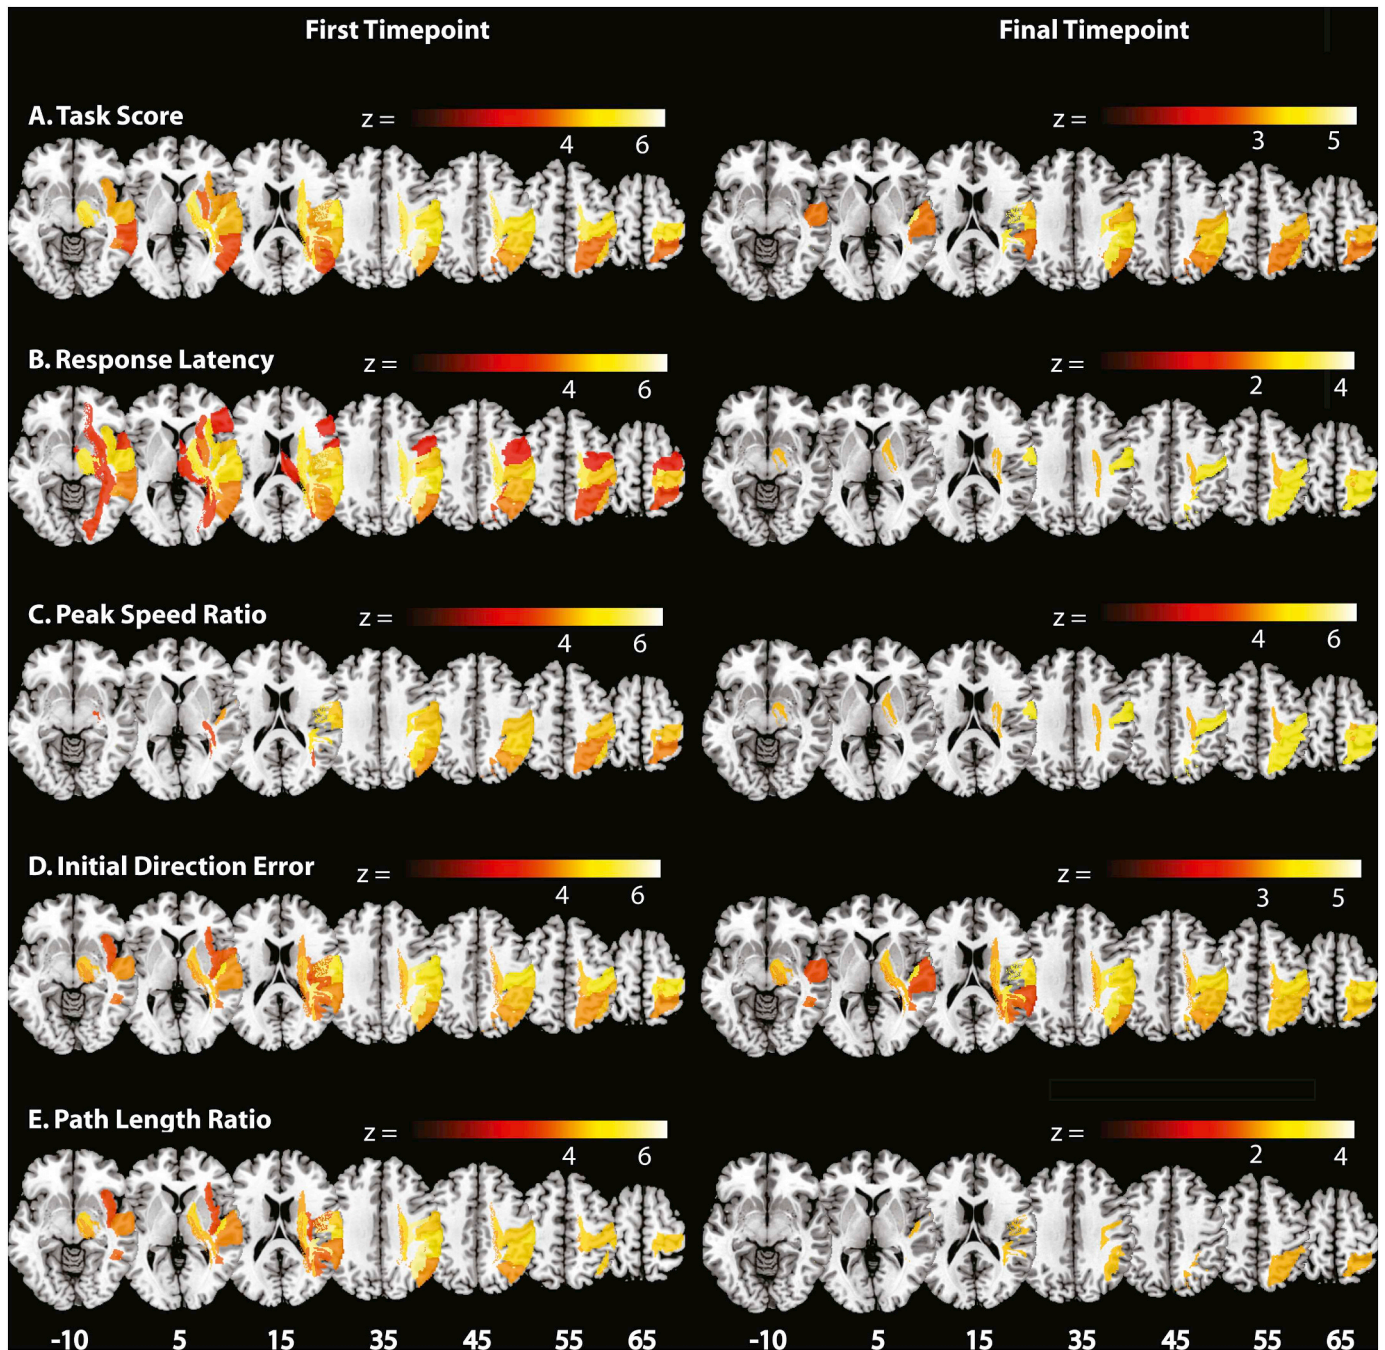 First Timepoint Final Timepoint
A. Task Score z = 4 6 z = 3 5
B. Response Latency z = 4 6 z = 2 4
C. Peak Speed Ratio z = 4 6 z = 4 6
D. Initial Direction Error z = 4 6 z = 3 5
E. Path Length Ratio z = 4 6 z = 2 4
-10 5 15 35 45 55 65 -10 5 15 35 45 55 65